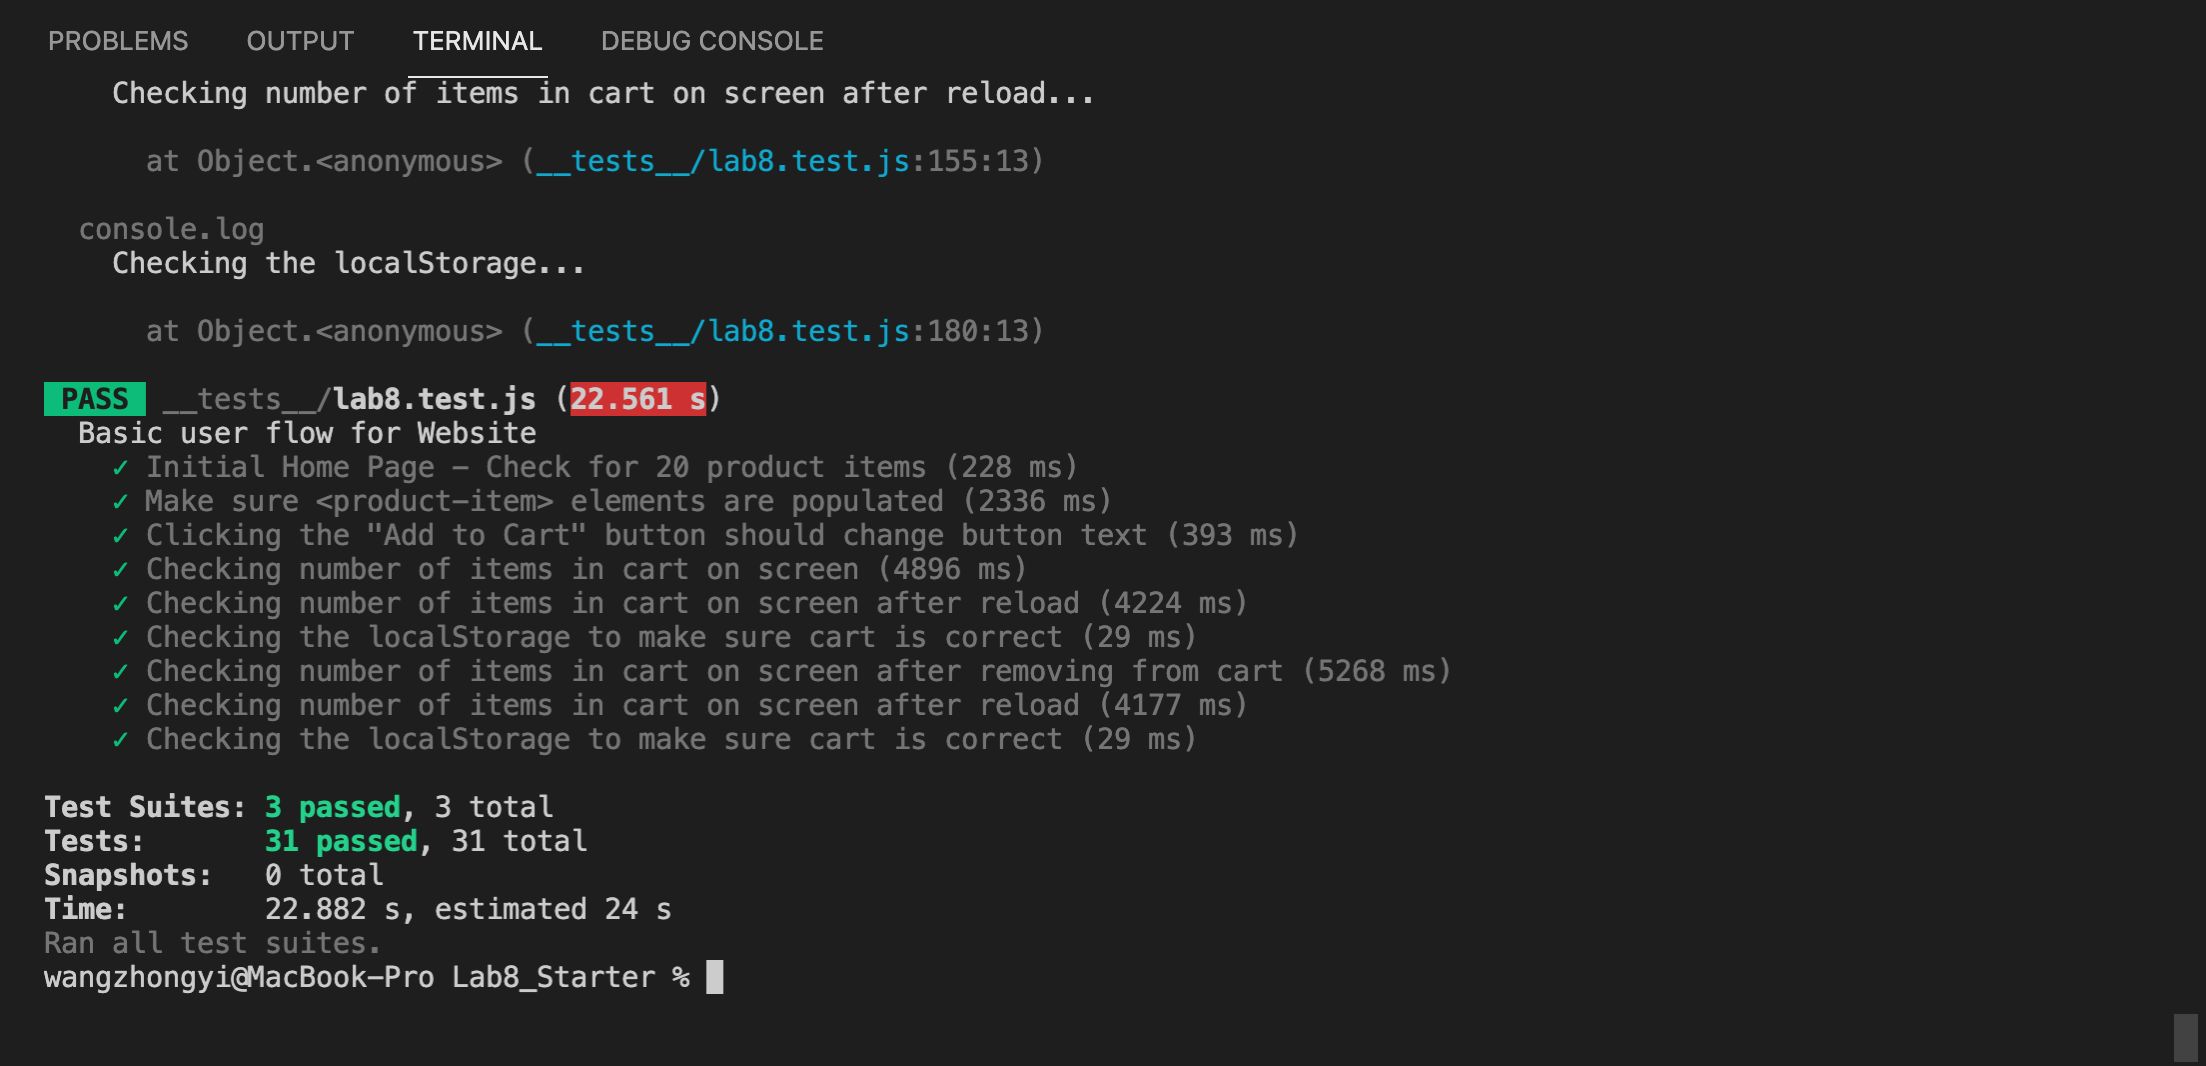 PROBLEMS OUTPUT TERMINAL DEBUG CONSOLE
Checking number of items in cart on screen after reload...
at Object.<anonymous> (__tests__/lab8.test.js:155:13)
console.log
Checking the localStorage...
at Object.<anonymous> (__tests__/lab8.test.js:180:13)
PASS __tests__/lab8.test.js (22.561 s)
Basic user flow for Website
✓ Initial Home Page - Check for 20 product items (228 ms)
✓ Make sure <product-item> elements are populated (2336 ms)
✓ Clicking the "Add to Cart" button should change button text (393 ms)
✓ Checking number of items in cart on screen (4896 ms)
✓ Checking number of items in cart on screen after reload (4224 ms)
✓ Checking the localStorage to make sure cart is correct (29 ms)
✓ Checking number of items in cart on screen after removing from cart (5268 ms)
✓ Checking number of items in cart on screen after reload (4177 ms)
✓ Checking the localStorage to make sure cart is correct (29 ms)
Test Suites: 3 passed, 3 total
Tests: 31 passed, 31 total
Snapshots: 0 total
Time: 22.882 s, estimated 24 s
Ran all test suites.
wangzhongyi@MacBook-Pro Lab8_Starter %